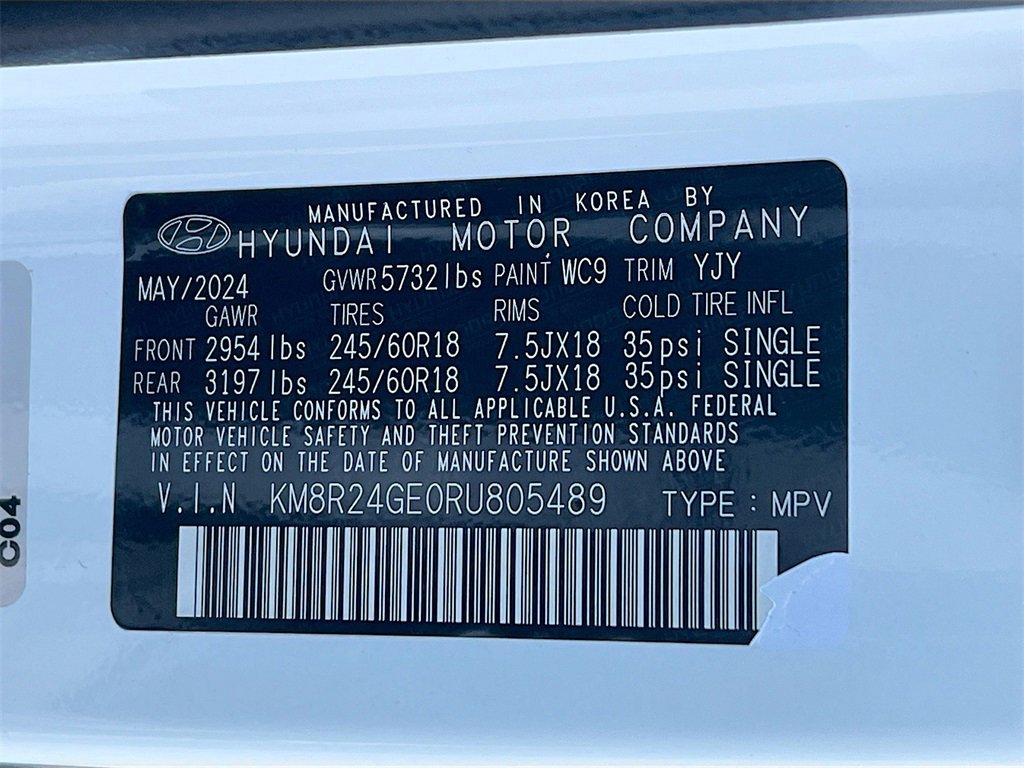 MANUFACTURED IN KOREA BY
HYUNDAI MOTOR COMPANY
MAY/2024 GVWR 5732 lbs PAINT WC9 TRIM YJY
GAWR TIRES RIMS COLD TIRE INFL
FRONT 2954 lbs 245/60R18 7.5JX18 35psi SINGLE
REAR 3197 lbs 245/60R18 7.5JX18 35psi SINGLE
THIS VEHICLE CONFORMS TO ALL APPLICABLE U.S.A. FEDERAL
MOTOR VEHICLE SAFETY AND THEFT PREVENTION STANDARDS
IN EFFECT ON THE DATE OF MANUFACTURE SHOWN ABOVE
V.I.N KM8R24GE0RU805489 TYPE : MPV
C04